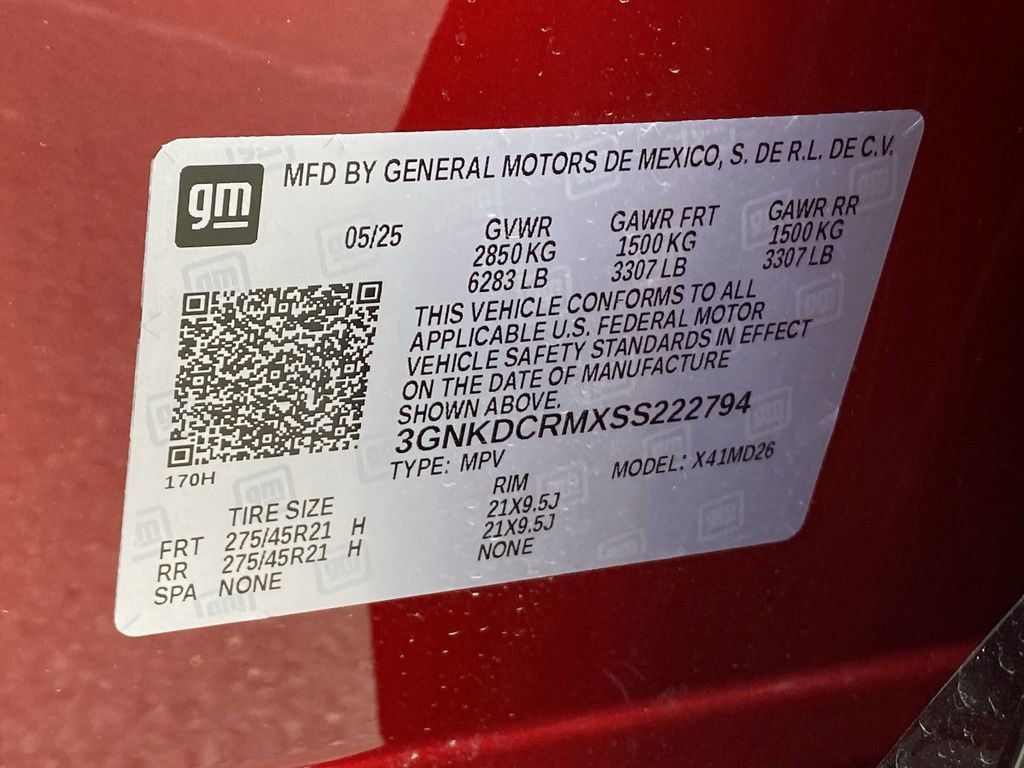 gm
MFD BY GENERAL MOTORS DE MEXICO, S. DE R.L. DE C.V.
05/25
GVWR GAWR FRT GAWR RR
2850 KG 1500 KG 1500 KG
6283 LB 3307 LB 3307 LB
THIS VEHICLE CONFORMS TO ALL
APPLICABLE U.S. FEDERAL MOTOR
VEHICLE SAFETY STANDARDS IN EFFECT
ON THE DATE OF MANUFACTURE
SHOWN ABOVE.
3GNKDCRMXSS222794
TYPE: MPV MODEL: X41MD26
170H
TIRE SIZE RIM
FRT 275/45R21 H 21X9.5J
RR 275/45R21 H 21X9.5J
SPA NONE NONE